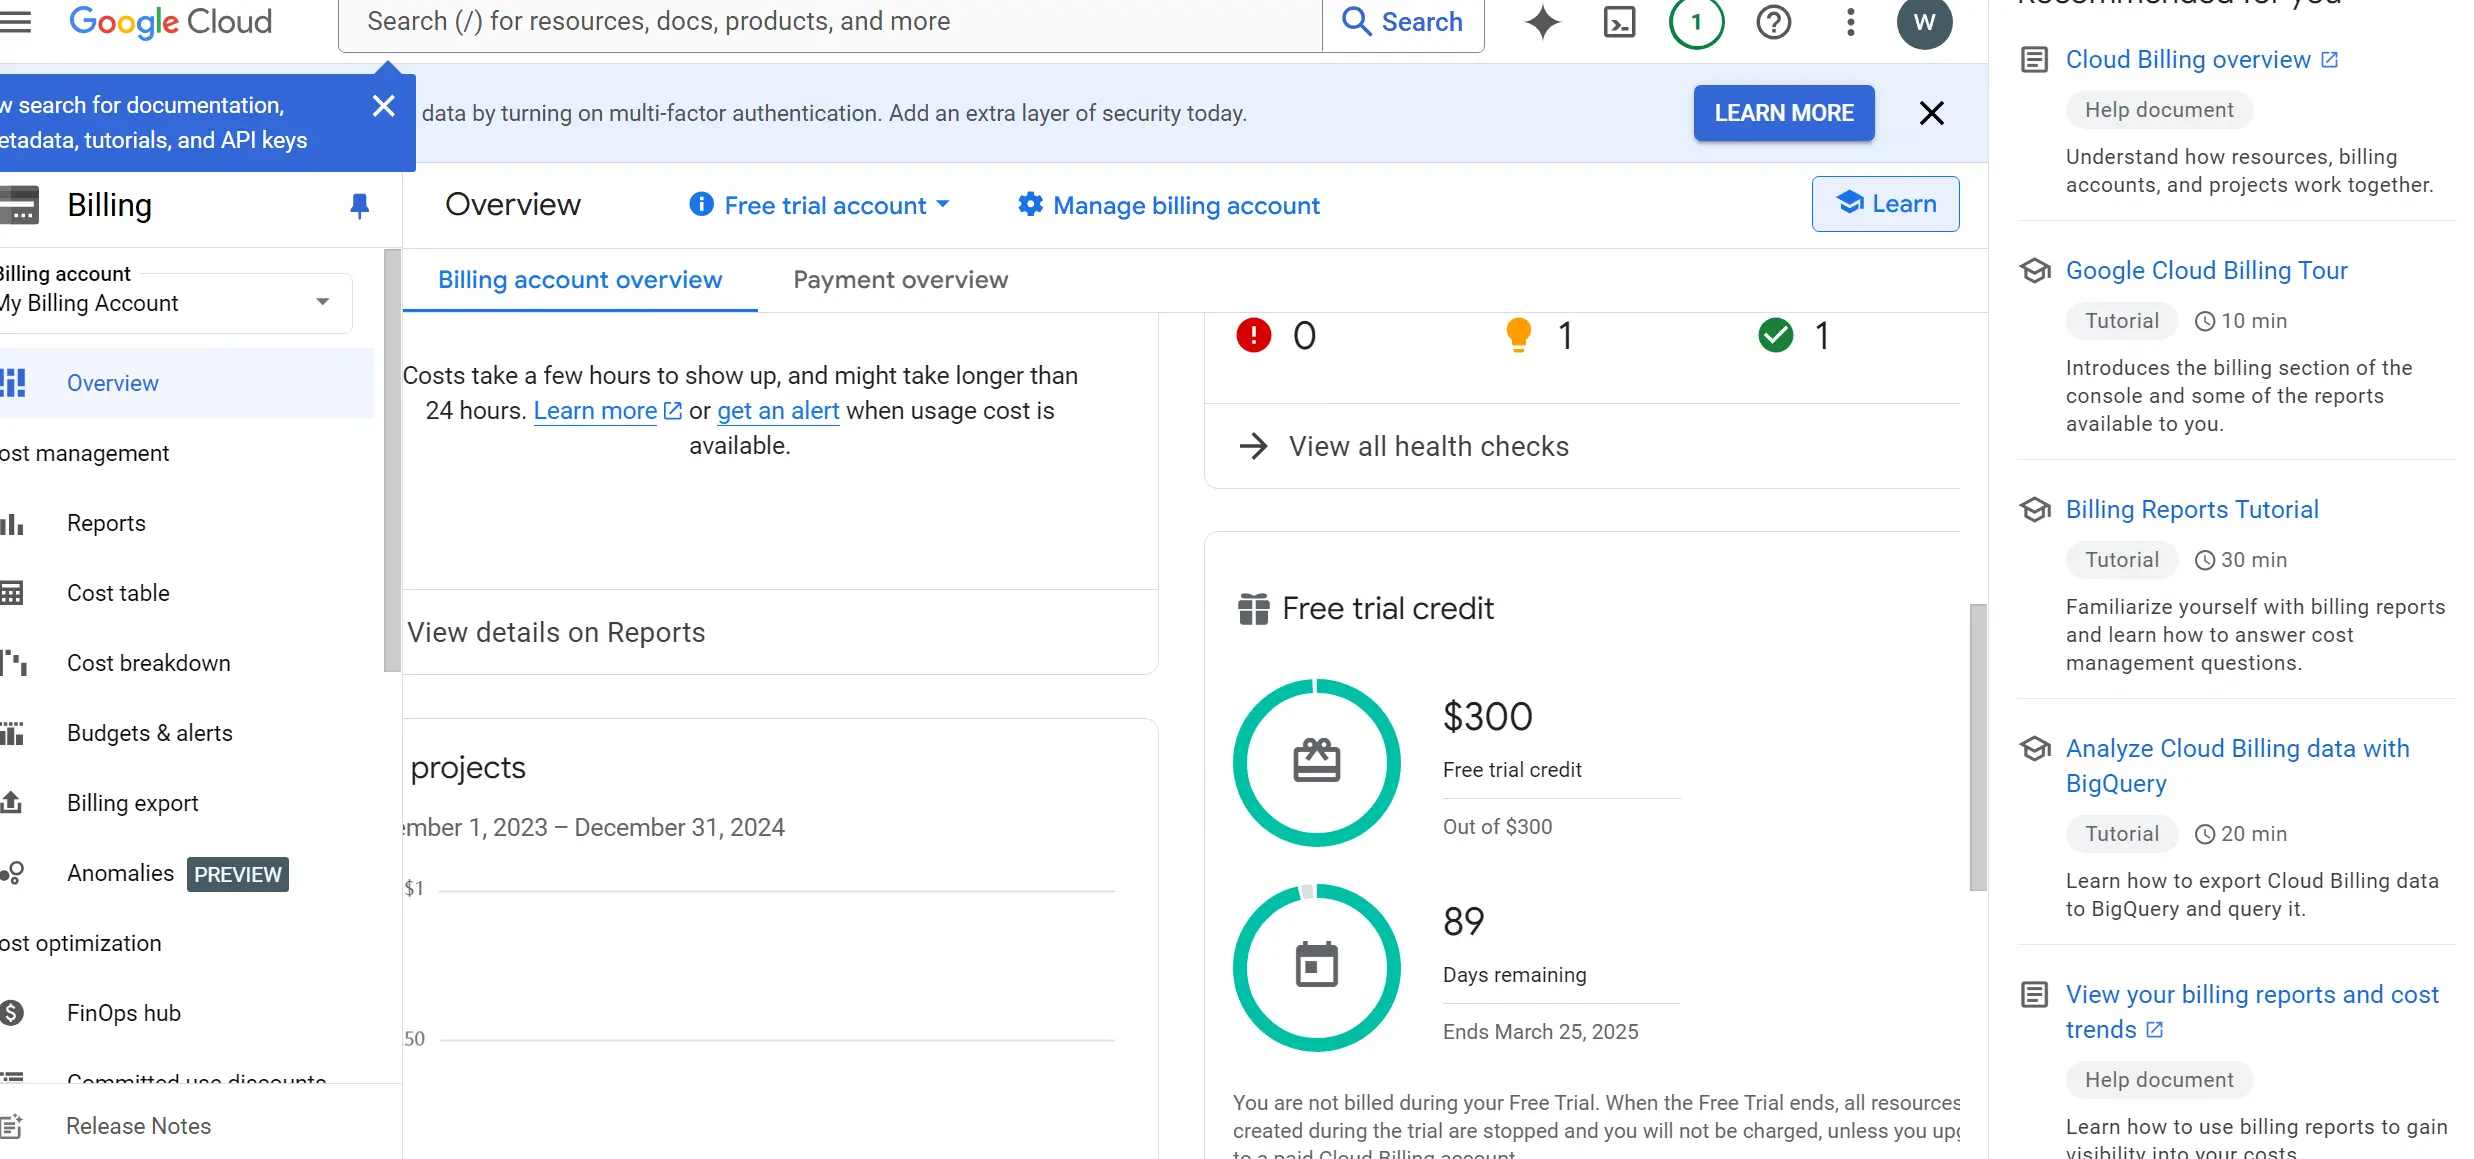 Google Cloud
Search (/) for resources, docs, products, and more
Search
1
W
search for documentation,
tutorials, and API keys
data by turning on multi-factor authentication. Add an extra layer of security today.
LEARN MORE
Billing
Overview
Free trial account
Manage billing account
Learn
Billing account
My Billing Account
Overview
management
Reports
Cost table
Cost breakdown
Budgets & alerts
Billing export
Anomalies PREVIEW
optimization
FinOps hub
Committed use discounts
Release Notes
Billing account overview
Payment overview
Costs take a few hours to show up, and might take longer than
24 hours. Learn more or get an alert when usage cost is
available.
View details on Reports
projects
1, 2023 – December 31, 2024
$1
50
0
1
1
View all health checks
Free trial credit
$300
Free trial credit
Out of $300
89
Days remaining
Ends March 25, 2025
You are not billed during your Free Trial. When the Free Trial ends, all resources
created during the trial are stopped and you will not be charged, unless you
to a paid Cloud Billing account
Recommended for you
Cloud Billing overview
Help document
Understand how resources, billing
accounts, and projects work together.
Google Cloud Billing Tour
Tutorial 10 min
Introduces the billing section of the
console and some of the reports
available to you.
Billing Reports Tutorial
Tutorial 30 min
Familiarize yourself with billing reports
and learn how to answer cost
management questions.
Analyze Cloud Billing data with
BigQuery
Tutorial 20 min
Learn how to export Cloud Billing data
to BigQuery and query it.
View your billing reports and cost
trends
Help document
Learn how to use billing reports to gain
visibility into your costs